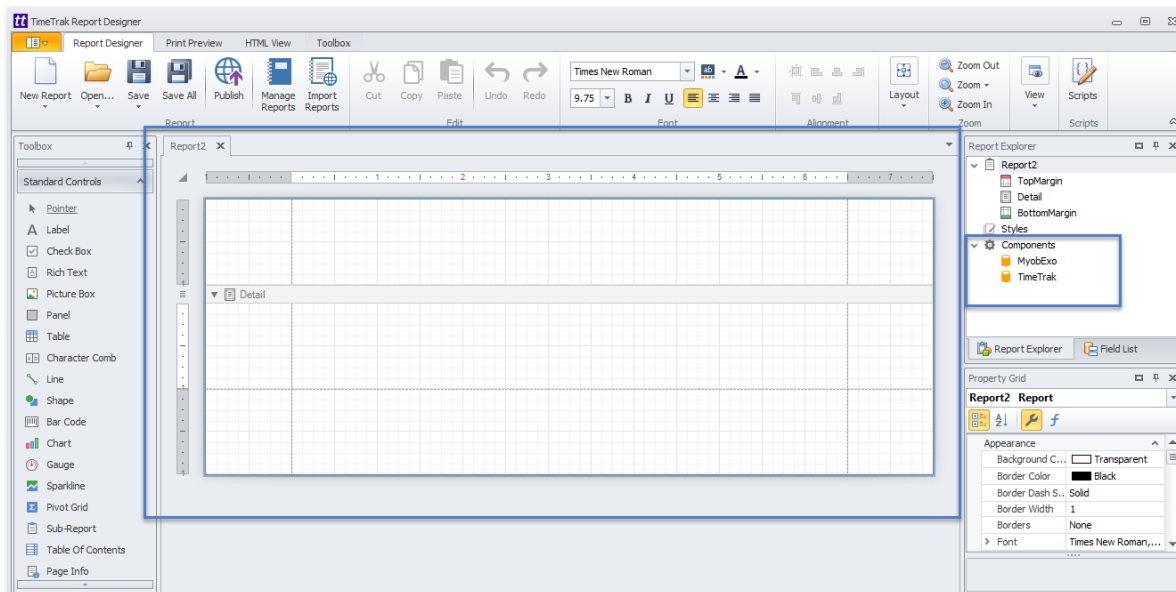 tt TimeTrak Report Designer
Report Designer Print Preview HTML View Toolbox
New Report Open... Save Save All Publish Manage Reports Import Reports Cut Copy Paste Undo Redo
Times New Roman ab A
9.75 B I U
Layout
Zoom Out
Zoom
Zoom In
View Scripts
Report Edit Font Alignment Zoom Scripts
Toolbox
Standard Controls
Pointer
A Label
Check Box
A Rich Text
Picture Box
Panel
Table
ab Character Comb
Line
Shape
Bar Code
Chart
Gauge
Sparkline
Σ Pivot Grid
Sub-Report
Table Of Contents
Page Info
Report2
1 2 3 4 5 6 7
Detail
Report Explorer
Report2
TopMargin
Detail
BottomMargin
Styles
Components
MyobExo
TimeTrak
Report Explorer Field List
Property Grid
Report2 Report
Appearance
Background C... Transparent
Border Color Black
Border Dash S... Solid
Border Width 1
Borders None
Font Times New Roman,...